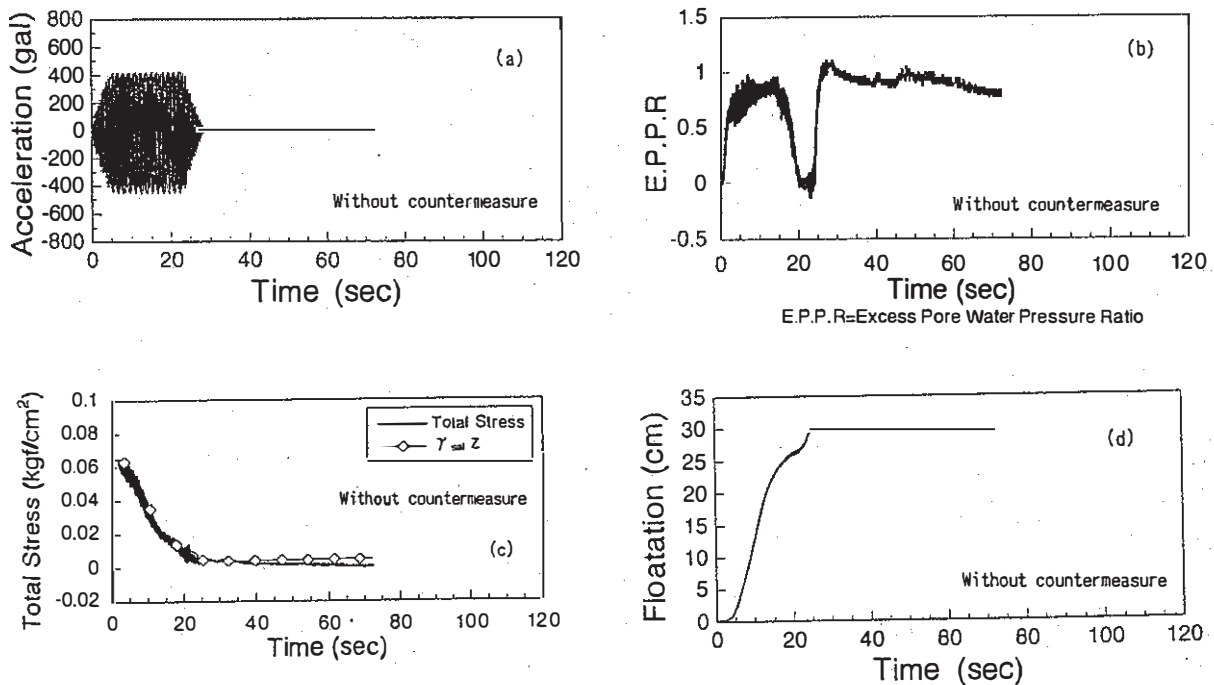 Acceleration (gal)
800
600
400
200
0
-200
-400
-600
-800
(a)
Without countermeasure
0 20 40 60 80 100 120
Time (sec)
E.P.P.R
1.5
1
0.5
0
-0.5
(b)
Without countermeasure
0 20 40 60 80 100 120
Time (sec)
E.P.P.R=Excess Pore Water Pressure Ratio
Total Stress (kgf/cm²)
0.1
0.08
0.06
0.04
0.02
0
-0.02
Total Stress
γ sat z
Without countermeasure
(c)
0 20 40 60 80 100 120
Time (sec)
Floatation (cm)
35
30
25
20
15
10
5
0
(d)
Without countermeasure
0 20 40 60 80 100 120
Time (sec)